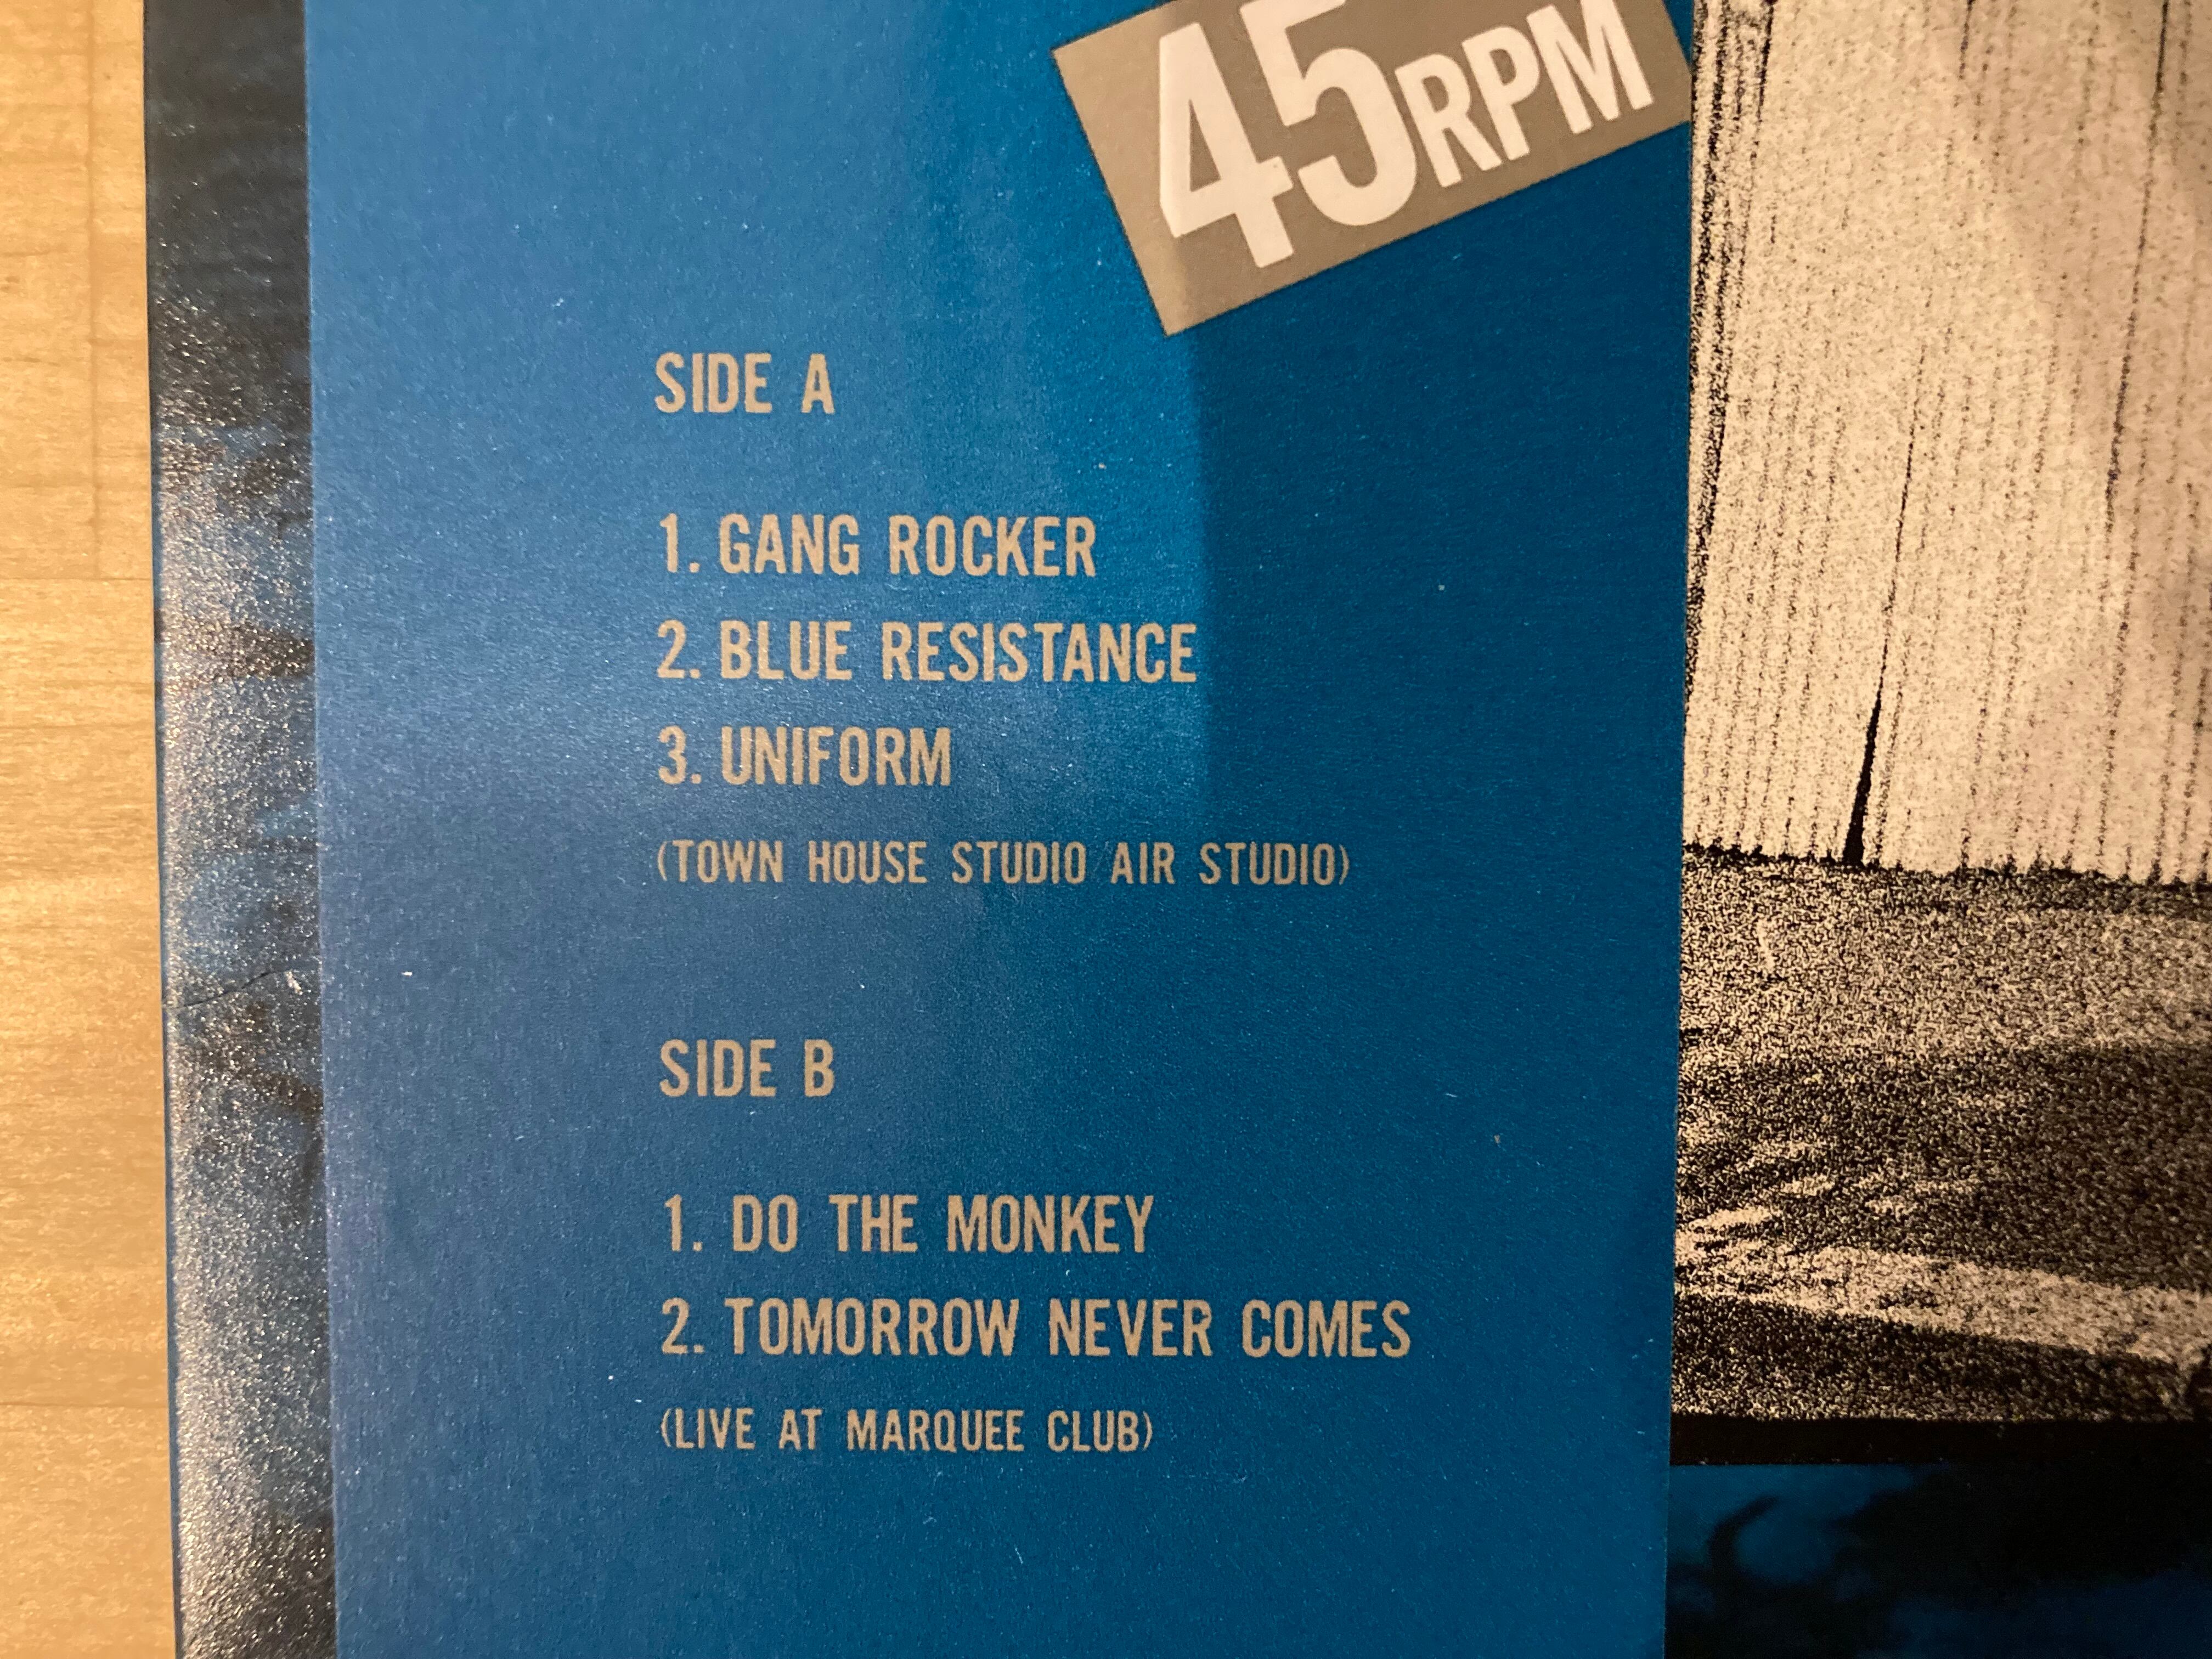 45RPM
SIDE A
1. GANG ROCKER
2. BLUE RESISTANCE
3. UNIFORM
(TOWN HOUSE STUDIO AIR STUDIO)
SIDE B
1. DO THE MONKEY
2. TOMORROW NEVER COMES
(LIVE AT MARQUEE CLUB)